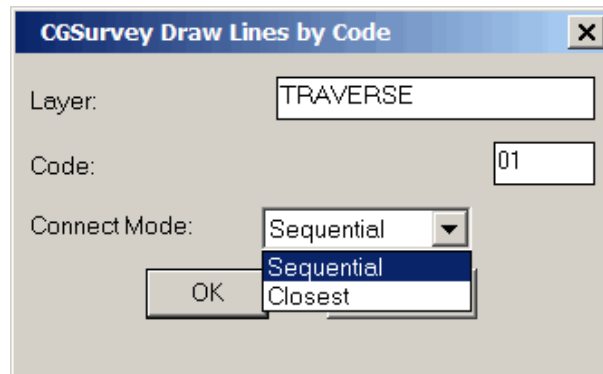 CGSurvey Draw Lines by Code
Layer: TRAVERSE
Code: 01
Connect Mode: Sequential
Sequential
Closest
OK